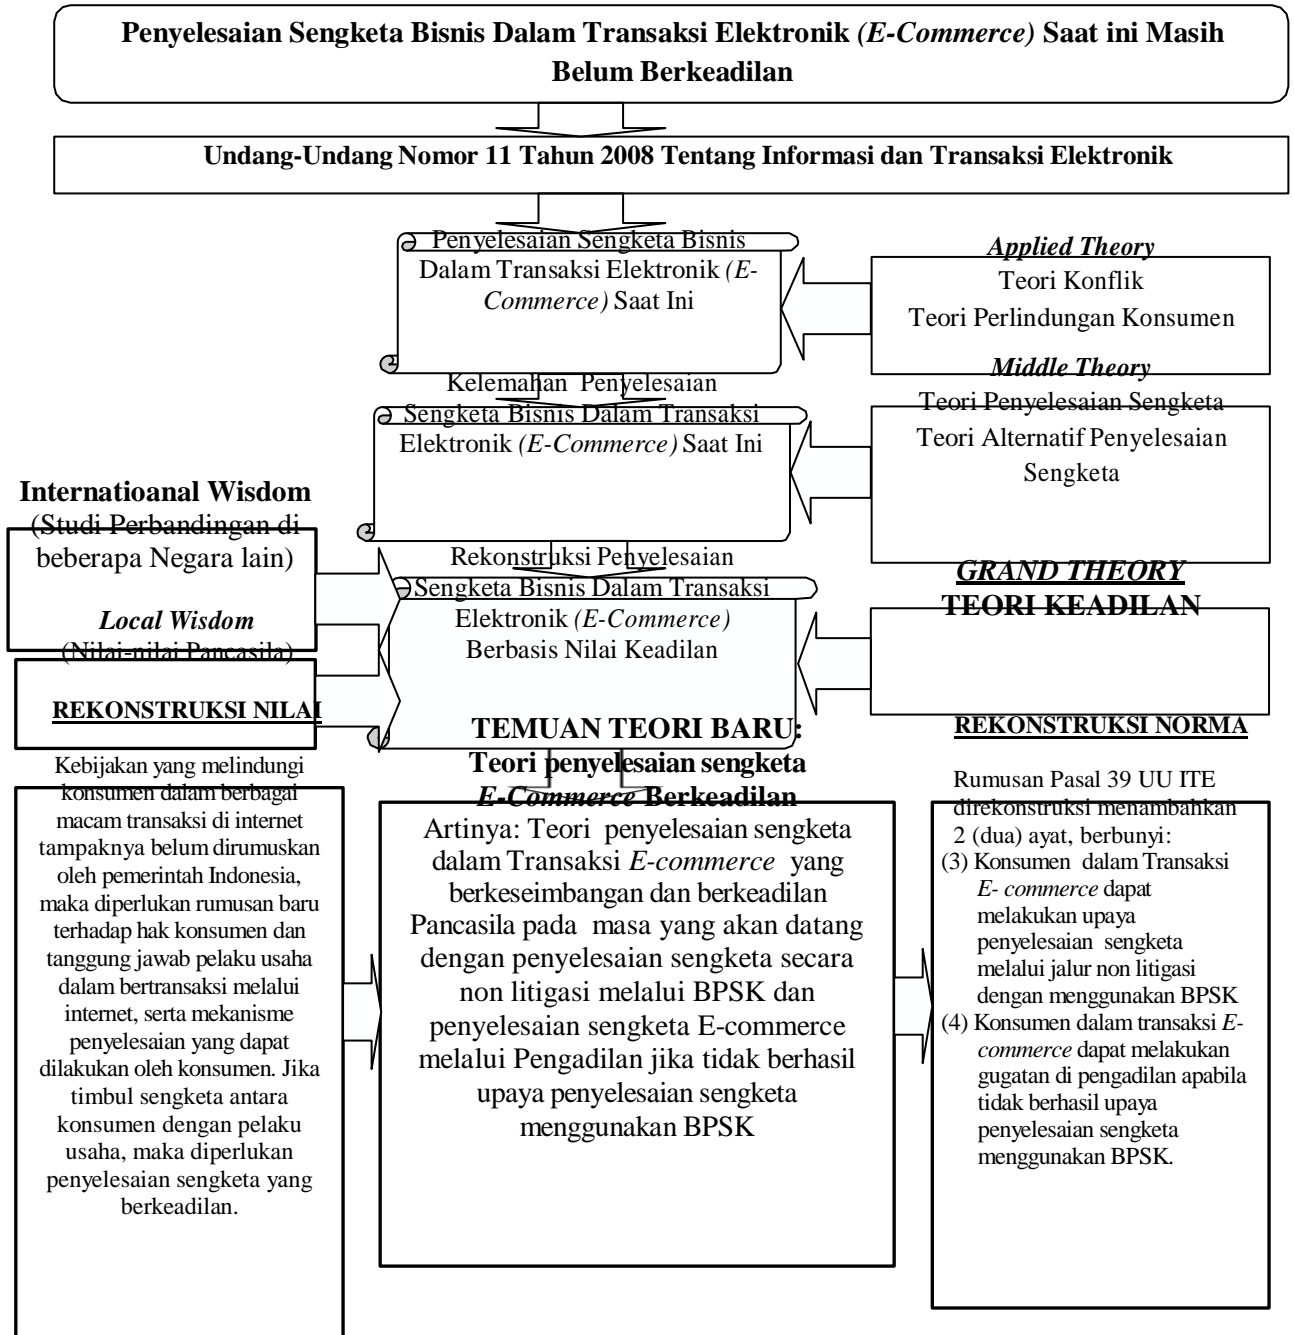 Penyelesaian Sengketa Bisnis Dalam Transaksi Elektronik (E-Commerce) Saat ini Masih
Belum Berkeadilan
Undang-Undang Nomor 11 Tahun 2008 Tentang Informasi dan Transaksi Elektronik
Penyelesaian Sengketa Bisnis
Dalam Transaksi Elektronik (E-
Commerce) Saat Ini
Applied Theory
Teori Konflik
Teori Perlindungan Konsumen
Kelemahan Penyelesaian
Sengketa Bisnis Dalam Transaksi
Elektronik (E-Commerce) Saat Ini
Middle Theory
Teori Penyelesaian Sengketa
Teori Alternatif Penyelesaian
Sengketa
Internatioanal Wisdom
(Studi Perbandingan di
beberapa Negara lain)
Local Wisdom
(Nilai-nilai Pancasila)
Rekonstruksi Penyelesaian
Sengketa Bisnis Dalam Transaksi
Elektronik (E-Commerce)
Berbasis Nilai Keadilan
GRAND THEORY
TEORI KEADILAN
REKONSTRUKSI NILAI
Kebijakan yang melindungi
konsumen dalam berbagai
macam transaksi di internet
tampaknya belum dirumuskan
oleh pemerintah Indonesia,
maka diperlukan rumusan baru
terhadap hak konsumen dan
tanggung jawab pelaku usaha
dalam bertransaksi melalui
internet, serta mekanisme
penyelesaian yang dapat
dilakukan oleh konsumen. Jika
timbul sengketa antara
konsumen dengan pelaku
usaha, maka diperlukan
penyelesaian sengketa yang
berkeadilan.
TEMUAN TEORI BARU:
Teori penyelesaian sengketa
E-Commerce Berkeadilan
Artinya: Teori penyelesaian sengketa
dalam Transaksi E-commerce yang
berkeseimbangan dan berkeadilan
Pancasila pada masa yang akan datang
dengan penyelesaian sengketa secara
non litigasi melalui BPSK dan
penyelesaian sengketa E-commerce
melalui Pengadilan jika tidak berhasil
upaya penyelesaian sengketa
menggunakan BPSK
REKONSTRUKSI NORMA
Rumusan Pasal 39 UU ITE
direkonstruksi menambahkan
2 (dua) ayat, berbunyi:
(3) Konsumen dalam Transaksi
E- commerce dapat
melakukan upaya
penyelesaian sengketa
melalui jalur non litigasi
dengan menggunakan BPSK
(4) Konsumen dalam transaksi E-
commerce dapat melakukan
gugatan di pengadilan apabila
tidak berhasil upaya
penyelesaian sengketa
menggunakan BPSK.